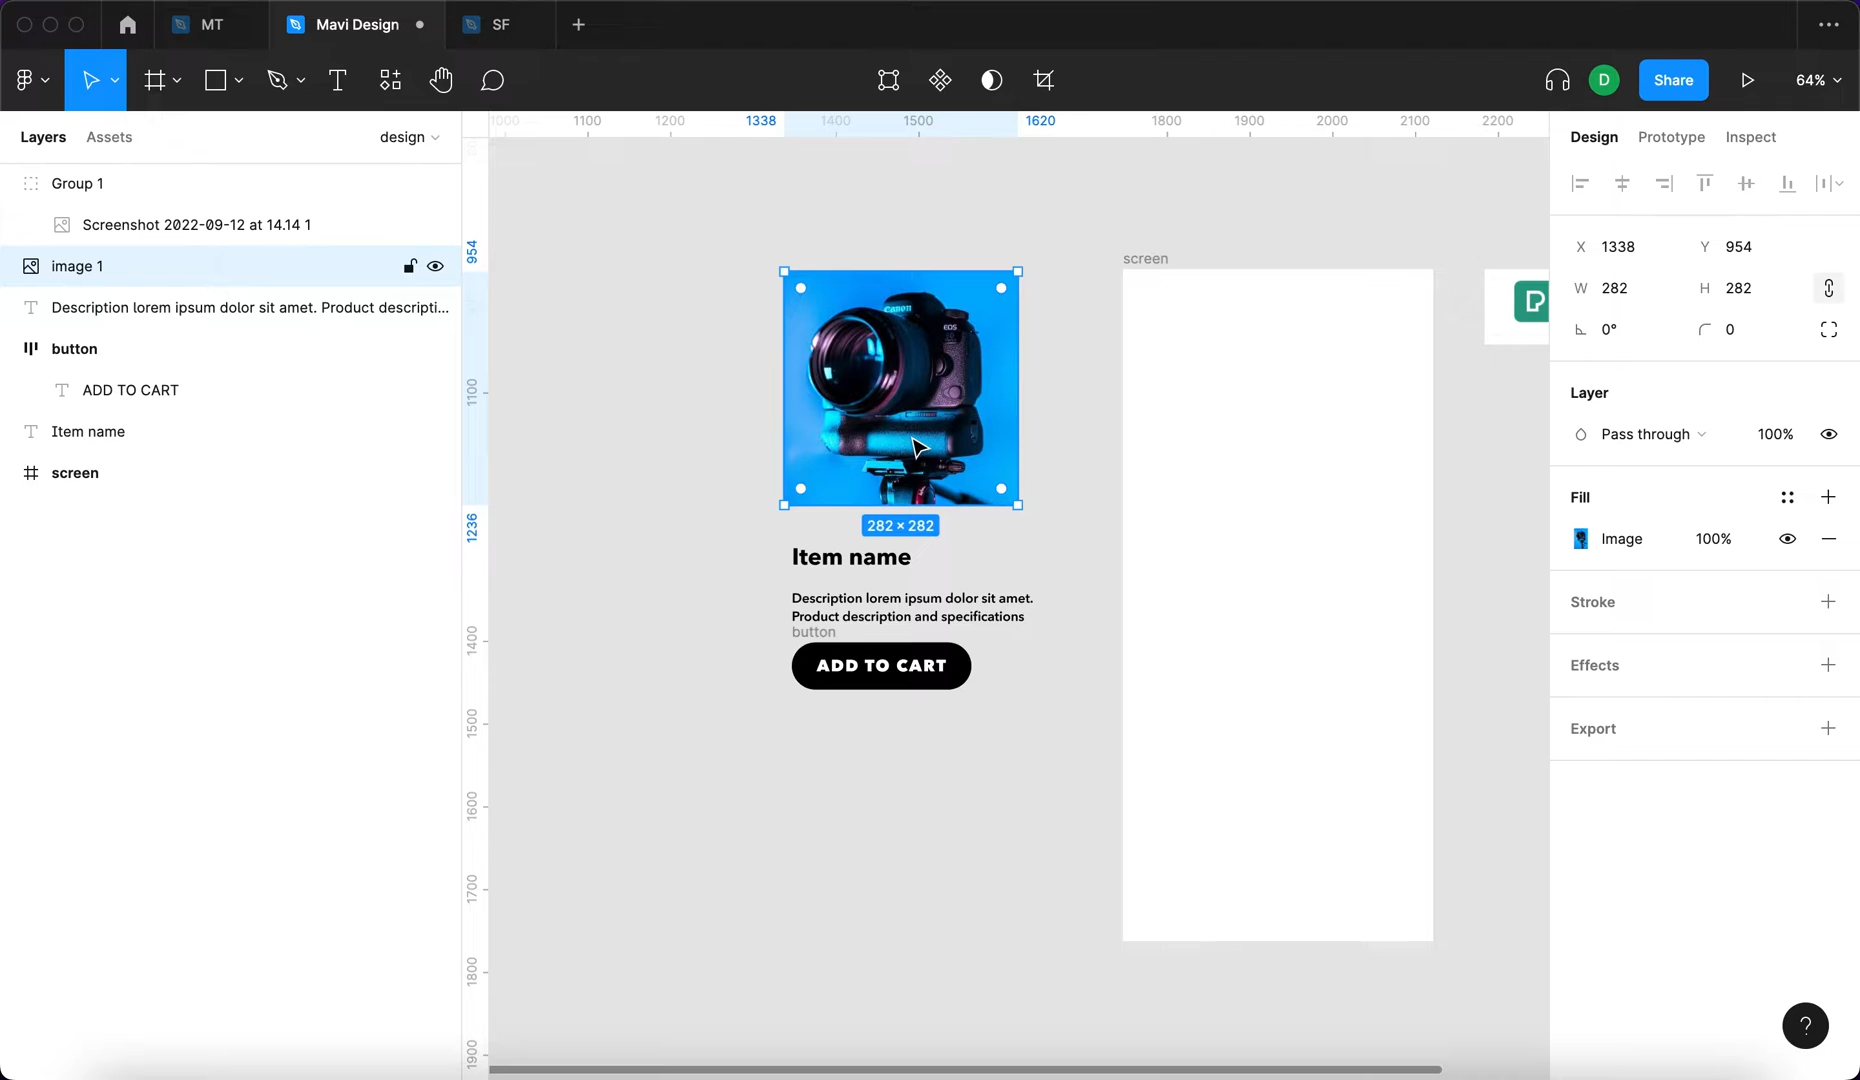 MT
Mavi Design
SF
D
Share
64%
Layers
Assets
design
1000
1100
1200
1338
1400
1500
1620
1800
1900
2000
2100
2200
Design
Prototype
Inspect
Group 1
Screenshot 2022-09-12 at 14.14 1
image 1
Description lorem ipsum dolor sit amet. Product descripti...
button
ADD TO CART
Item name
screen
954
1100
1236
1400
1500
1600
1700
1800
1900
screen
Canon
EOS
282 × 282
Item name
Description lorem ipsum dolor sit amet.
Product description and specifications
button
ADD TO CART
X 1338 Y 954
W 282 H 282
0° 0
Layer
Pass through 100%
Fill
Image 100%
Stroke
Effects
Export
?